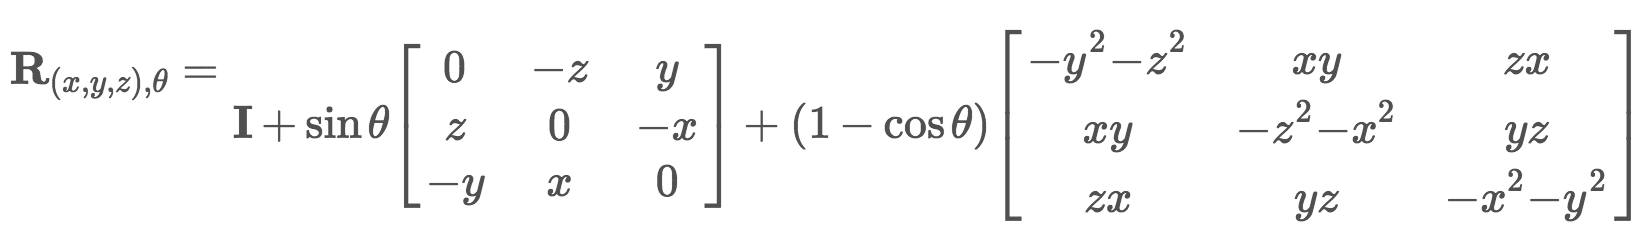 R_{(x,y,z),θ} =
I + sin θ [0 −z y; z 0 −x; −y x 0] + (1 − cos θ) [−y²−z² xy zx; xy −z²−x² yz; zx yz −x²−y²]